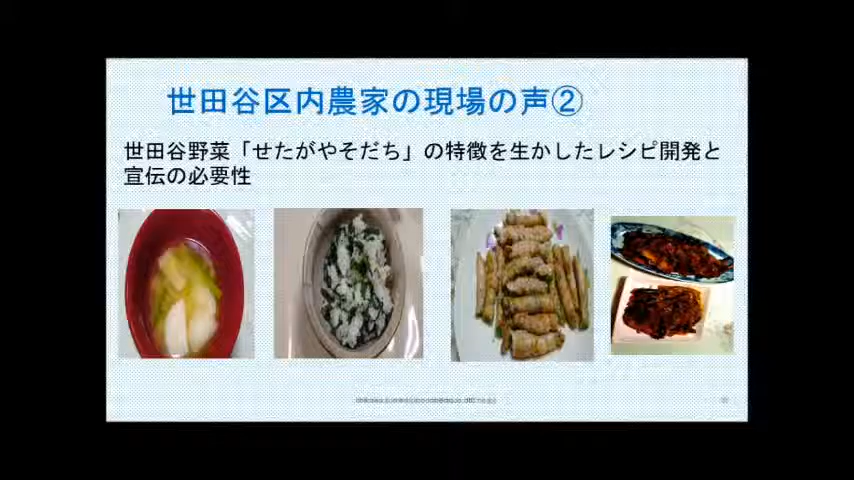 世田谷区内農家の現場の声②
世田谷野菜「せたがやそだち」の特徴を生かしたレシピ開発と
宣伝の必要性